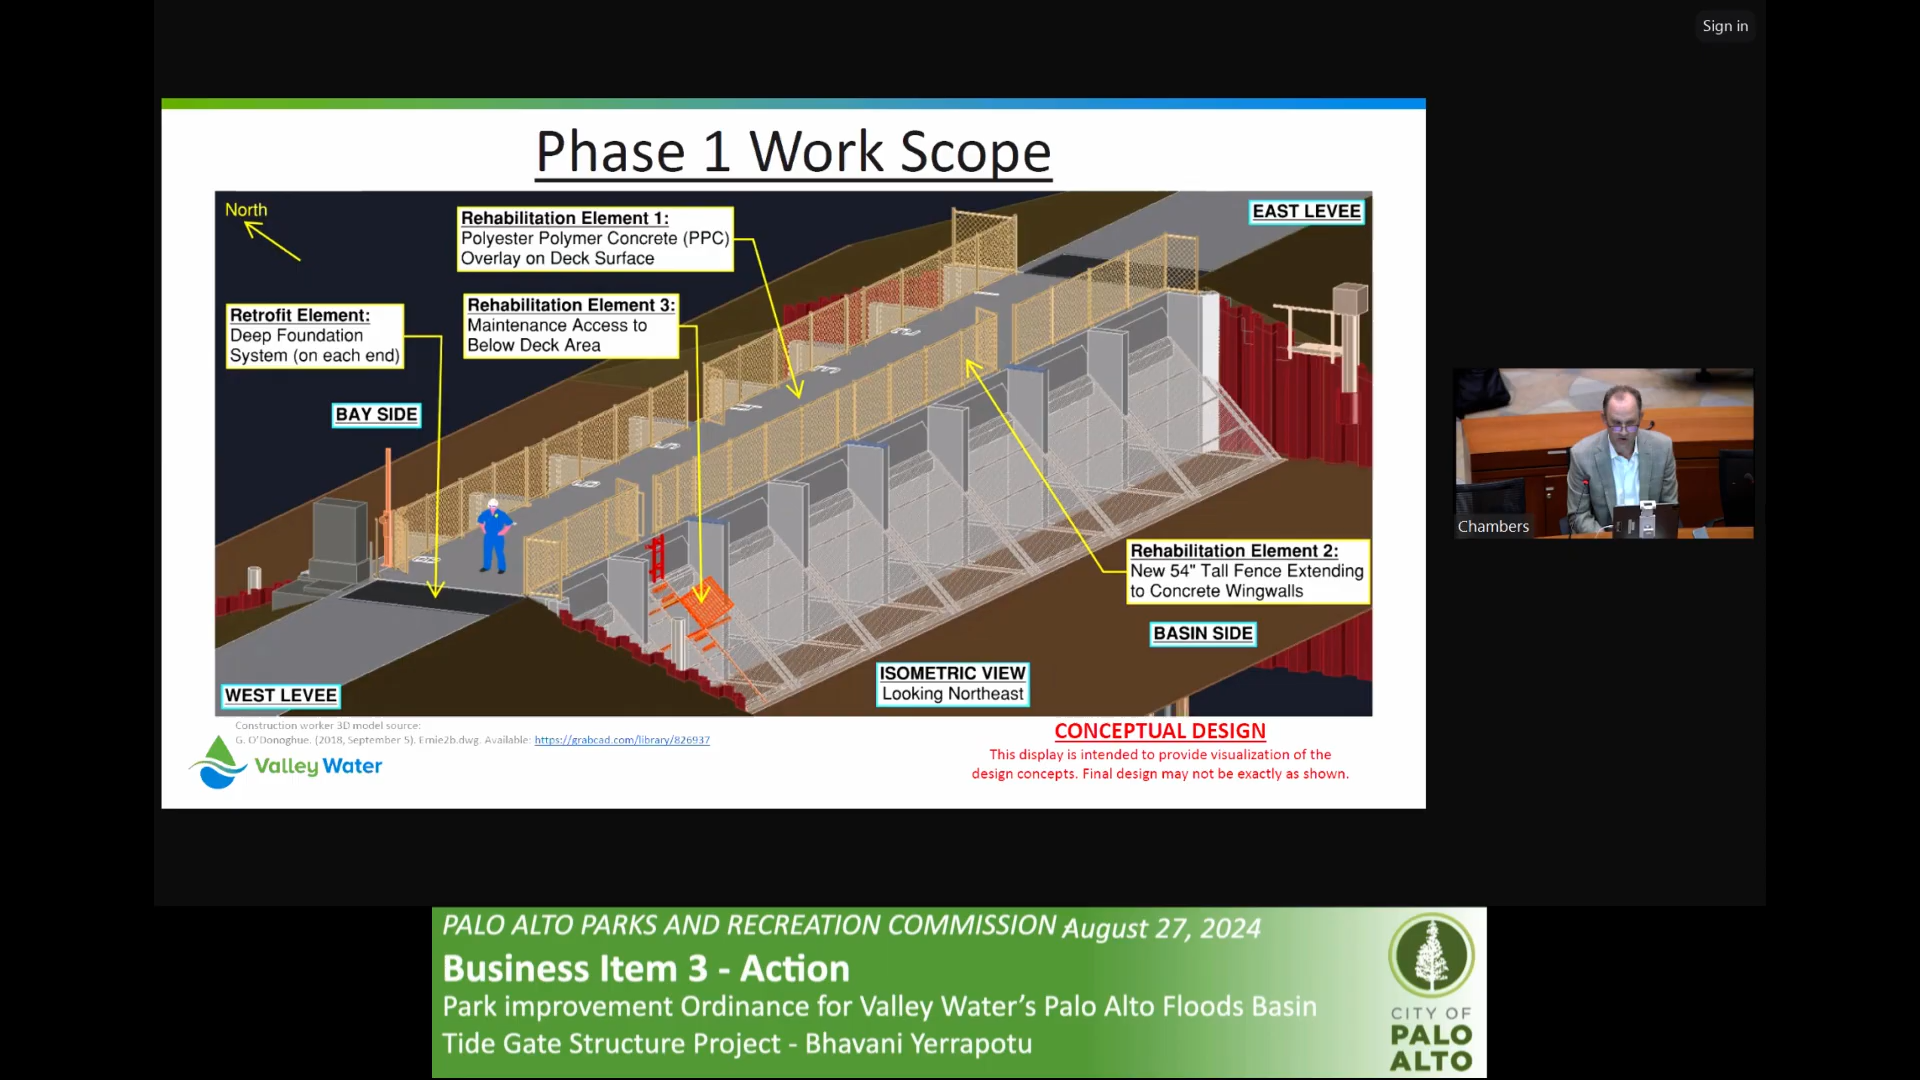 Sign in
Phase 1 Work Scope
North
Rehabilitation Element 1:
Polyester Polymer Concrete (PPC)
Overlay on Deck Surface
EAST LEVEE
Retrofit Element:
Deep Foundation
System (on each end)
Rehabilitation Element 3:
Maintenance Access to
Below Deck Area
BAY SIDE
Rehabilitation Element 2:
New 54" Tall Fence Extending
to Concrete Wingwalls
BASIN SIDE
ISOMETRIC VIEW
Looking Northeast
WEST LEVEE
Construction worker 3D model source:
G. O'Donoghue. (2018, September 5). Ernie2b.dwg. Available: https://grabcad.com/library/826937
Valley Water
CONCEPTUAL DESIGN
This display is intended to provide visualization of the
design concepts. Final design may not be exactly as shown.
Chambers
PALO ALTO PARKS AND RECREATION COMMISSION August 27, 2024
Business Item 3 - Action
Park improvement Ordinance for Valley Water's Palo Alto Floods Basin
Tide Gate Structure Project - Bhavani Yerrapotu
CITY OF
PALO
ALTO